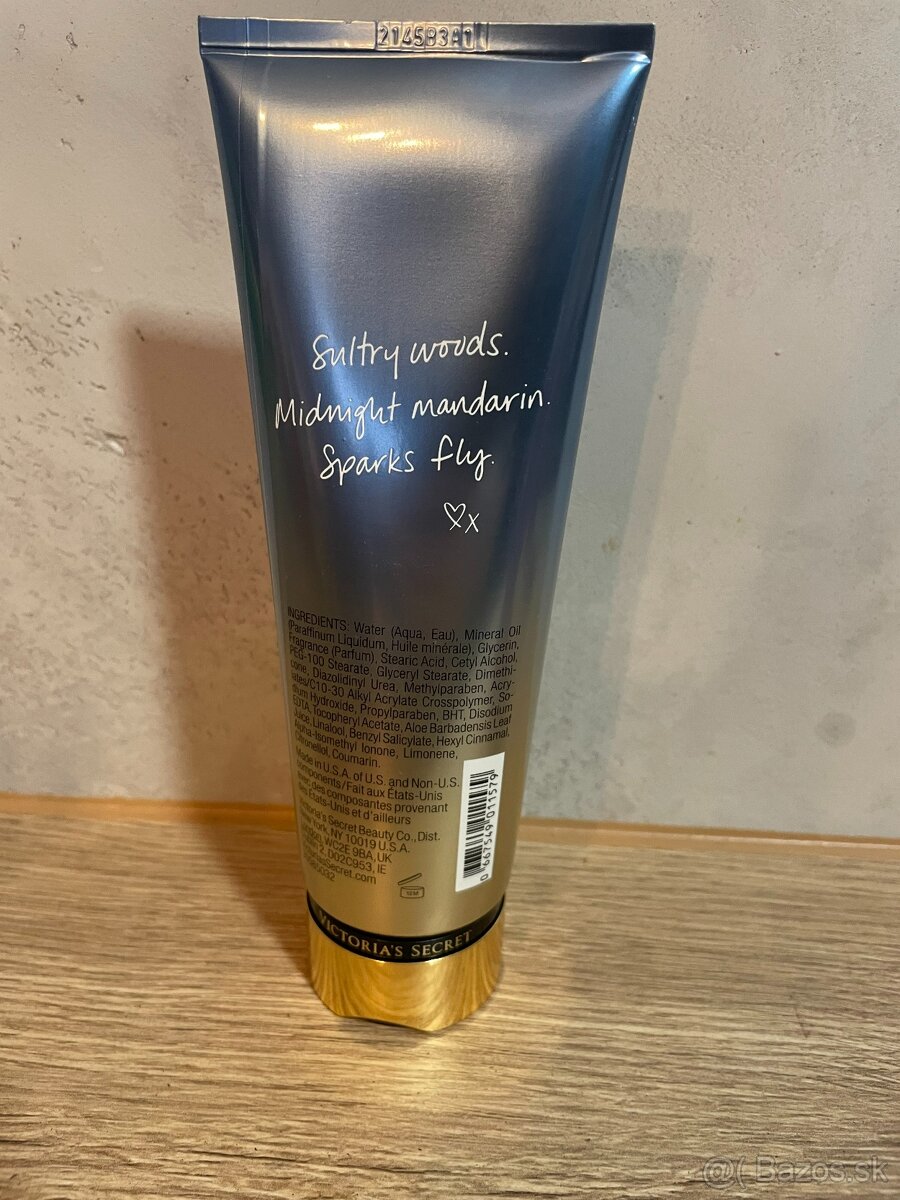 2145B3A1
Sultry woods.
Midnight mandarin.
Sparks fly.
INGREDIENTS: Water (Aqua, Eau), Mineral Oil
(Paraffinum Liquidum, Huile minérale), Glycerin,
Fragrance (Parfum), Stearic Acid, Cetyl Alcohol,
PEG-100 Stearate, Glyceryl Stearate, Dimethi-
cone, Diazolidinyl Urea, Methylparaben, Acry-
lates/C10-30 Alkyl Acrylate Crosspolymer, So-
dium Hydroxide, Propylparaben, BHT, Disodium
EDTA, Tocopheryl Acetate, Aloe Barbadensis Leaf
Juice, Linalool, Benzyl Salicylate, Hexyl Cinnamal,
Alpha-Isomethyl Ionone, Limonene,
Citronellol, Coumarin.
Made in U.S.A. of U.S. and Non-U.S.
components/Fait aux États-Unis
avec des composantes provenant
des États-Unis et d'ailleurs
Victoria's Secret Beauty Co., Dist.
New York, NY 10019 U.S.A.
WC2E 9BA, UK
2, D02C953, IE
0 667549 011579
VICTORIA'S SECRET
@( Bazos.sk